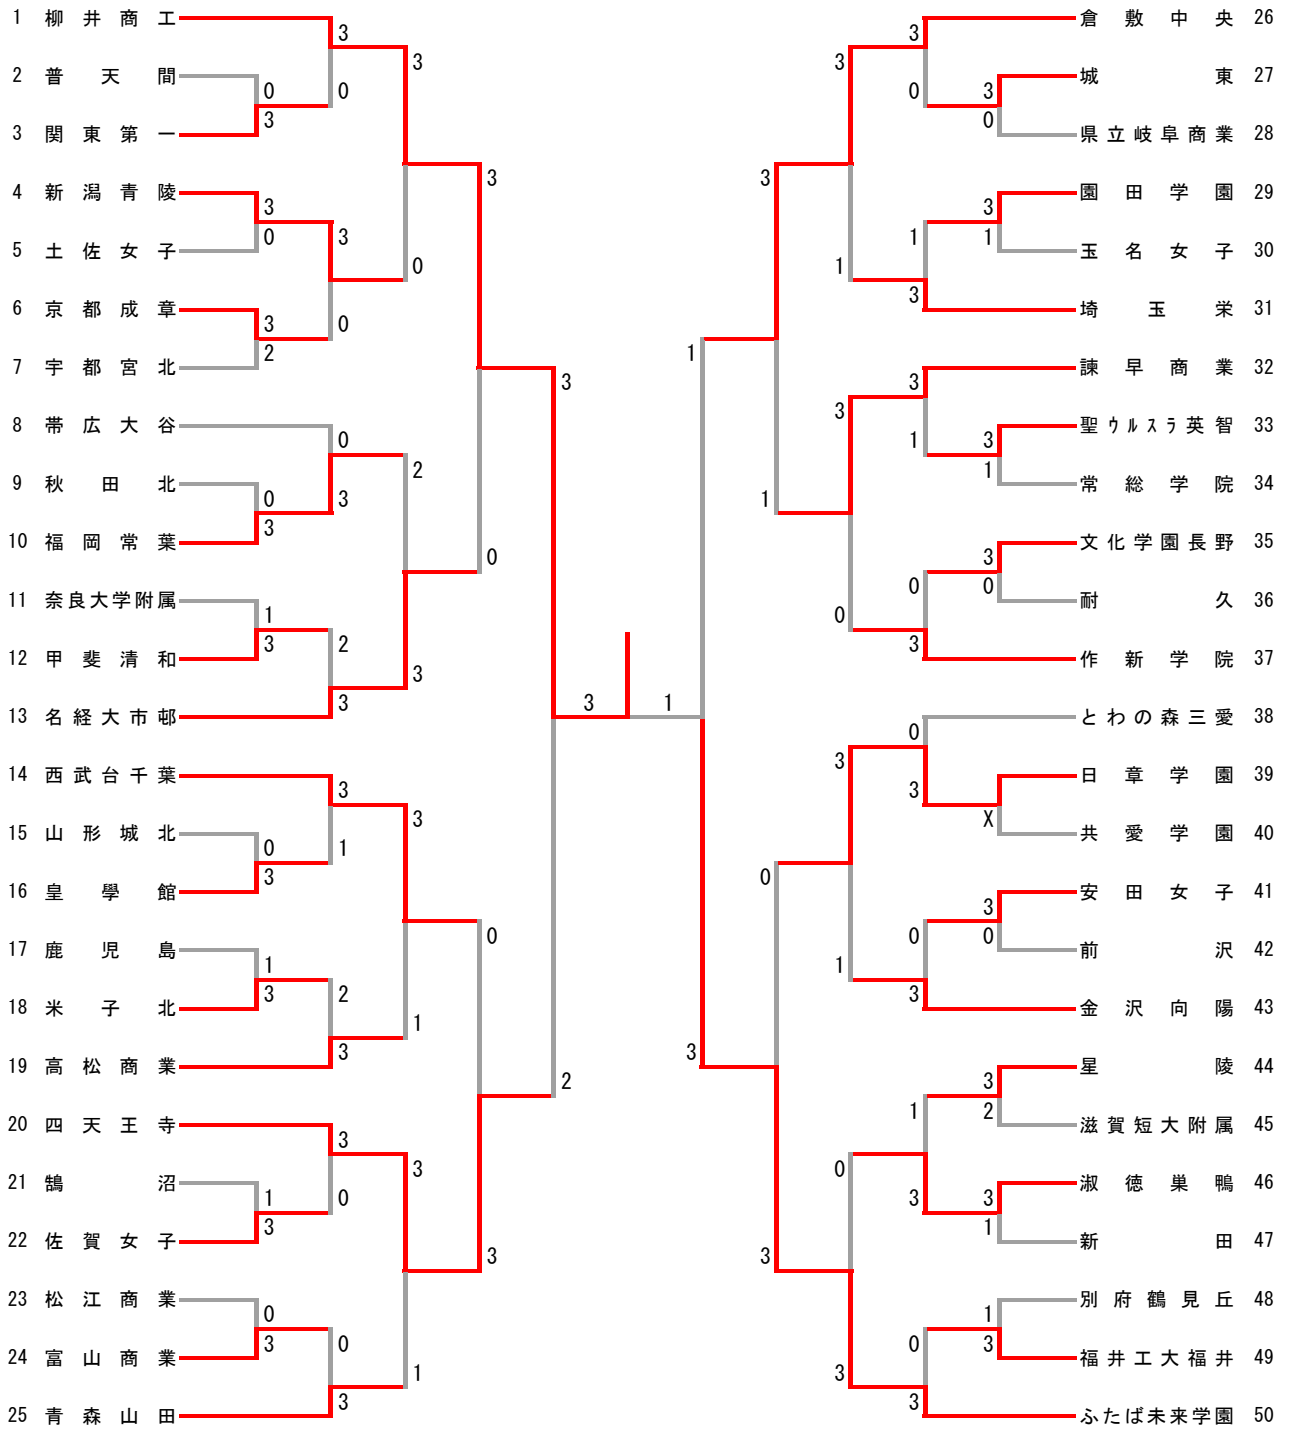 1 柳井商工
2 普天間
3 関東第一
4 新潟青陵
5 土佐女子
6 京都成章
7 宇都宮北
8 帯広大谷
9 秋田北
10 福岡常葉
11 奈良大学附属
12 甲斐清和
13 名経大市邨
14 西武台千葉
15 山形城北
16 皇學館
17 鹿児島
18 米子北
19 高松商業
20 四天王寺
21 鵠沼
22 佐賀女子
23 松江商業
24 富山商業
25 青森山田
3
0
0
3
3
0
3
2
3
0
0
0
3
3
1
3
2
3
3
0
2
3
3
0
0
3
3
1
1
3
2
3
3
1
3
0
1
3
0
3
0
3
3
1
0
3
3
2
3
1
倉敷中央 26
城東 27
県立岐阜商業 28
園田学園 29
玉名女子 30
埼玉栄 31
諫早商業 32
聖ウルスラ英智 33
常総学院 34
文化学園長野 35
耐久 36
作新学院 37
とわの森三愛 38
日章学園 39
共愛学園 40
安田女子 41
前沢 42
金沢向陽 43
星陵 44
滋賀短大附属 45
淑徳巣鴨 46
新田 47
別府鶴見丘 48
福井工大福井 49
ふたば未来学園 50
3
0
3
0
3
1
3
1
3
1
3
1
3
1
3
1
3
0
3
0
0
3
1
1
0
3
X
3
0
3
0
3
1
0
3
3
2
1
3
3
1
0
3
1
3
0
3
3